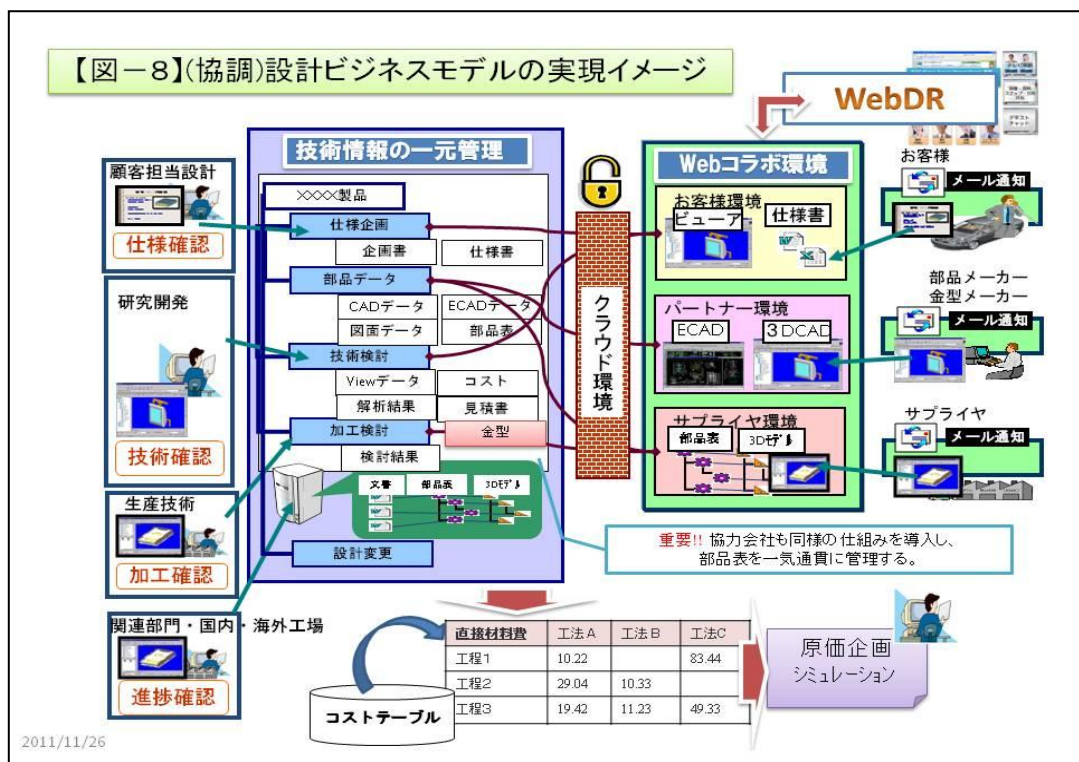 【図－８】(協調)設計ビジネスモデルの実現イメージ
WebDR
テキスト
チャット
技術情報の一元管理
××××製品
仕様企画
企画書
仕様書
部品データ
CADデータ
ECADデータ
図面データ
部品表
技術検討
Viewデータ
コスト
解析結果
見積書
加工検討
金型
検討結果
文書
部品表
3Dモデル
設計変更
顧客担当設計
仕様確認
研究開発
技術確認
生産技術
加工確認
関連部門・国内・海外工場
進捗確認
クラウド環境
Webコラボ環境
お客様環境
ビューア
仕様書
パートナー環境
ECAD
３DCAD
サプライヤ環境
部品表
3Dモデル
お客様
メール通知
部品メーカー
金型メーカー
メール通知
サプライヤ
メール通知
重要!! 協力会社も同様の仕組みを導入し、
部品表を一気通貫に管理する。
コストテーブル
直接材料費 工法A 工法B 工法C
工程1 10.22 83.44
工程2 29.04 10.33
工程3 19.42 11.23 49.33
原価企画
シミュレーション
2011/11/26